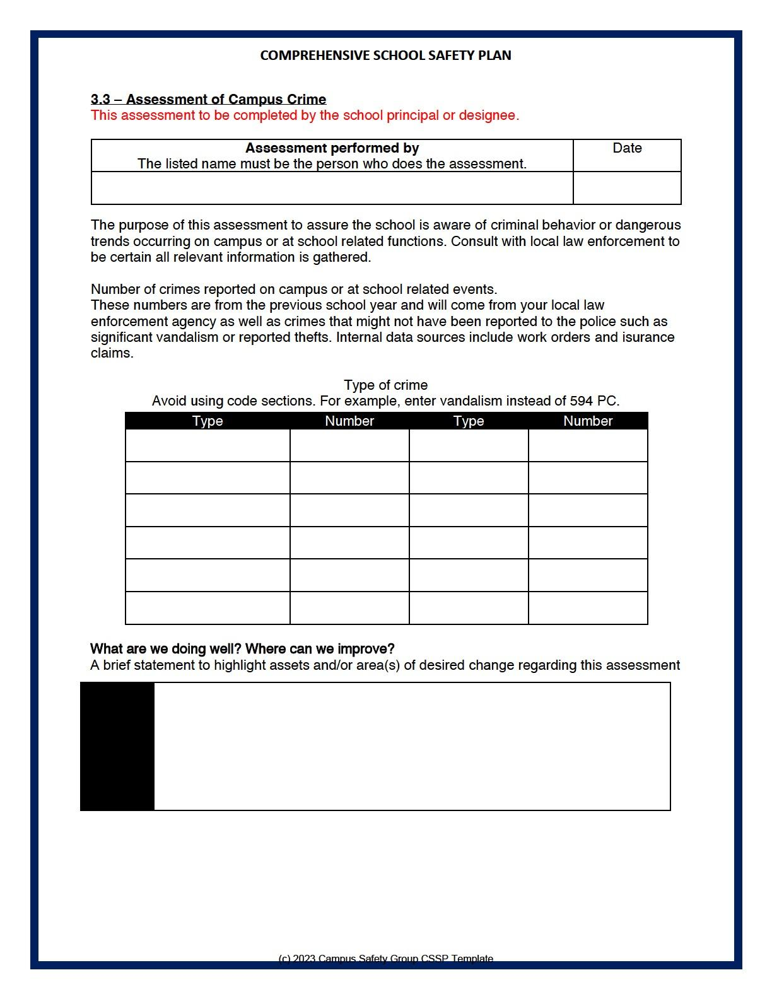 COMPREHENSIVE SCHOOL SAFETY PLAN
3.3 – Assessment of Campus Crime
This assessment to be completed by the school principal or designee.
Assessment performed by
The listed name must be the person who does the assessment.
Date
The purpose of this assessment to assure the school is aware of criminal behavior or dangerous
trends occurring on campus or at school related functions. Consult with local law enforcement to
be certain all relevant information is gathered.
Number of crimes reported on campus or at school related events.
These numbers are from the previous school year and will come from your local law
enforcement agency as well as crimes that might not have been reported to the police such as
significant vandalism or reported thefts. Internal data sources include work orders and isurance
claims.
Type of crime
Avoid using code sections. For example, enter vandalism instead of 594 PC.
Type Number Type Number
What are we doing well? Where can we improve?
A brief statement to highlight assets and/or area(s) of desired change regarding this assessment
(c) 2023 Campus Safety Group CSSP Template